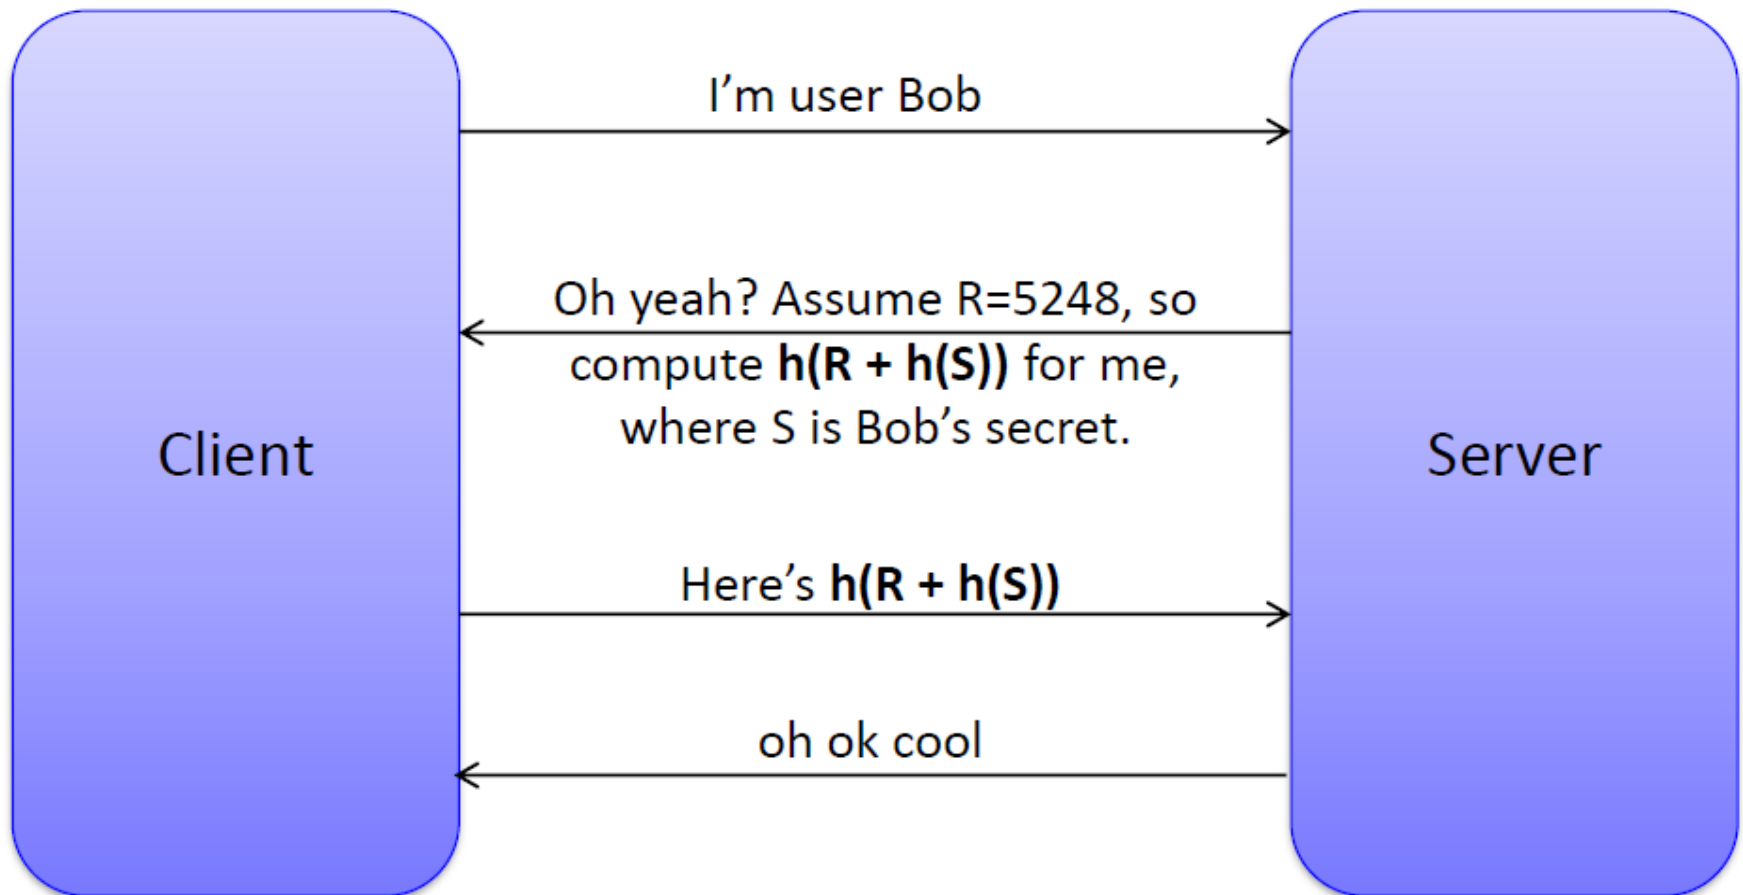 I'm user Bob
Oh yeah? Assume R=5248, so
compute h(R + h(S)) for me,
where S is Bob's secret.
Client
Server
Here's h(R + h(S))
oh ok cool